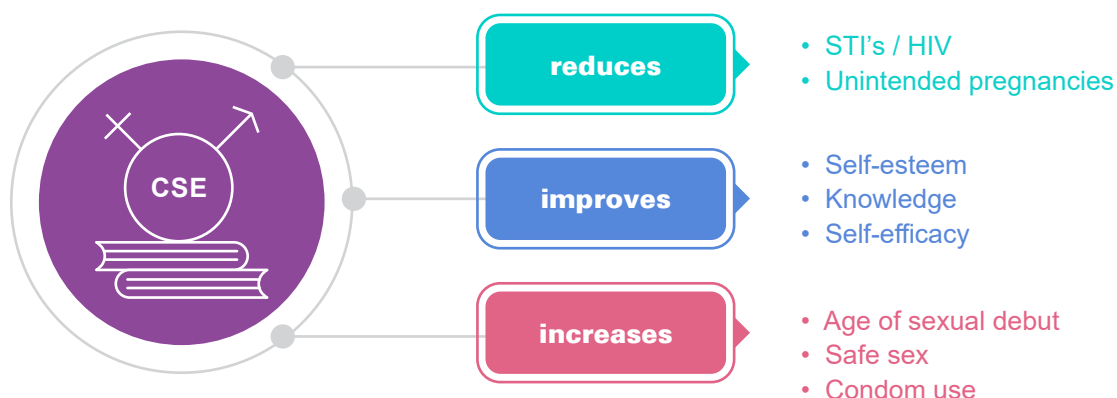 CSE
reduces
• STI's / HIV
• Unintended pregnancies
improves
• Self-esteem
• Knowledge
• Self-efficacy
increases
• Age of sexual debut
• Safe sex
• Condom use